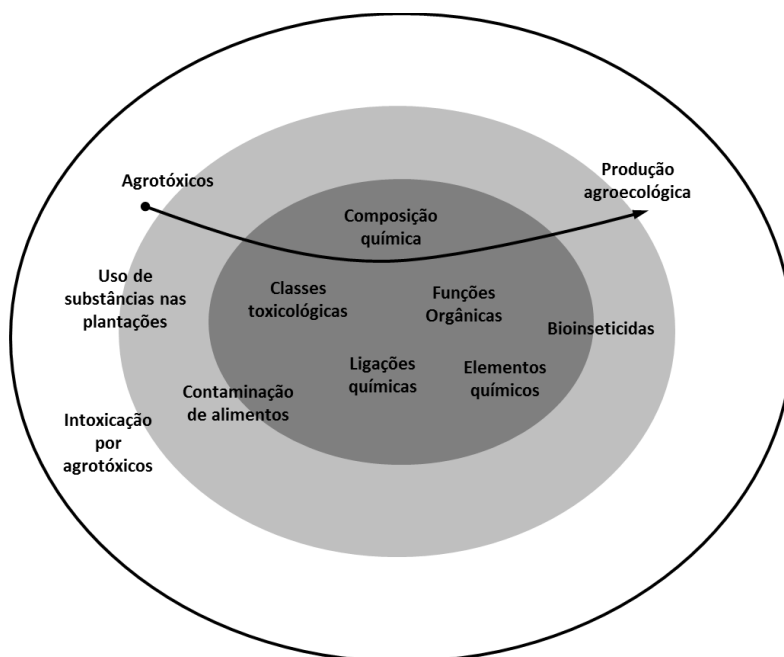 Produção
agroecológica
Agrotóxicos
Composição
química
Uso de
substâncias nas
plantações
Classes
toxicológicas
Funções
Orgânicas
Bioinseticidas
Ligações
químicas
Elementos
químicos
Contaminação
de alimentos
Intoxicação
por
agrotóxicos